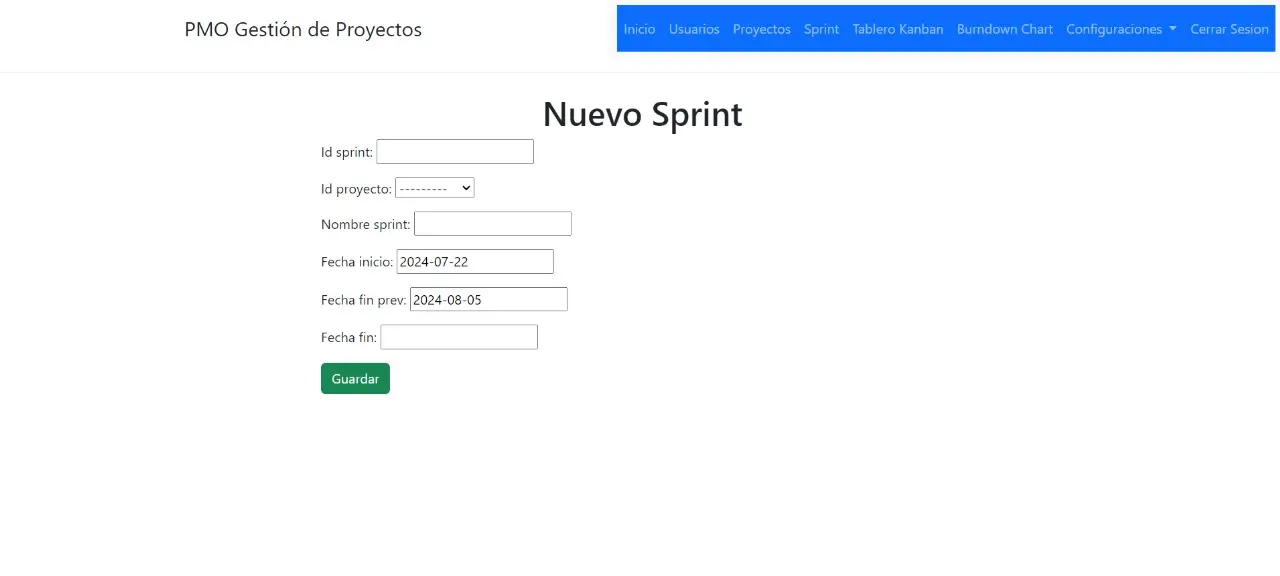 PMO Gestión de Proyectos
Inicio Usuarios Proyectos Sprint Tablero Kanban Burndown Chart Configuraciones Cerrar Sesion
Nuevo Sprint
Id sprint:
Id proyecto: ---------
Nombre sprint:
Fecha inicio: 2024-07-22
Fecha fin prev: 2024-08-05
Fecha fin:
Guardar